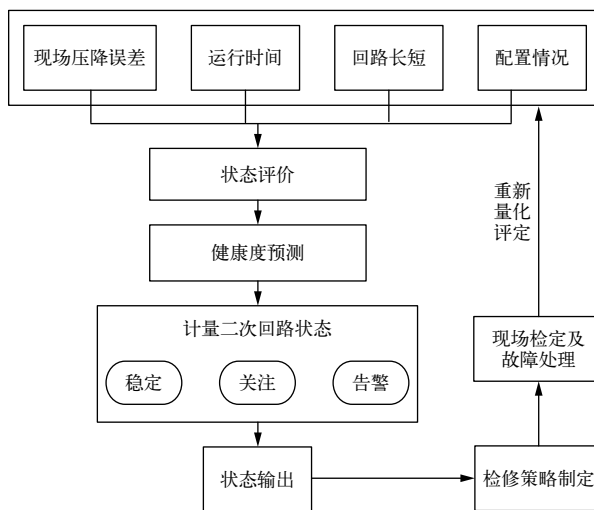 现场压降误差
运行时间
回路长短
配置情况
状态评价
重新
量化
评定
健康度预测
计量二次回路状态
稳定
关注
告警
现场检定及
故障处理
状态输出
检修策略制定